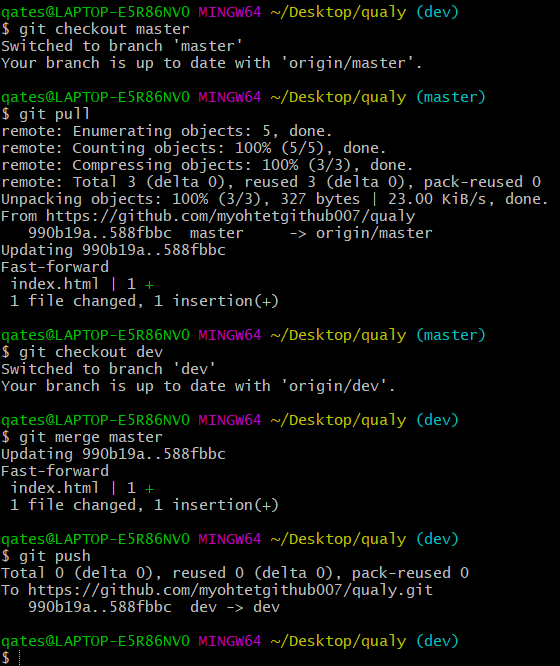 qates@LAPTOP-E5R86NV0 MINGW64 ~/Desktop/qualy (dev)
$ git checkout master
Switched to branch 'master'
Your branch is up to date with 'origin/master'.
qates@LAPTOP-E5R86NV0 MINGW64 ~/Desktop/qualy (master)
$ git pull
remote: Enumerating objects: 5, done.
remote: Counting objects: 100% (5/5), done.
remote: Compressing objects: 100% (3/3), done.
remote: Total 3 (delta 0), reused 3 (delta 0), pack-reused 0
Unpacking objects: 100% (3/3), 327 bytes | 23.00 KiB/s, done.
From https://github.com/myohtetgithub007/qualy
   990b19a..588fbbc  master     -> origin/master
Updating 990b19a..588fbbc
Fast-forward
 index.html | 1 +
 1 file changed, 1 insertion(+)
qates@LAPTOP-E5R86NV0 MINGW64 ~/Desktop/qualy (master)
$ git checkout dev
Switched to branch 'dev'
Your branch is up to date with 'origin/dev'.
qates@LAPTOP-E5R86NV0 MINGW64 ~/Desktop/qualy (dev)
$ git merge master
Updating 990b19a..588fbbc
Fast-forward
 index.html | 1 +
 1 file changed, 1 insertion(+)
qates@LAPTOP-E5R86NV0 MINGW64 ~/Desktop/qualy (dev)
$ git push
Total 0 (delta 0), reused 0 (delta 0), pack-reused 0
To https://github.com/myohtetgithub007/qualy.git
   990b19a..588fbbc  dev -> dev
qates@LAPTOP-E5R86NV0 MINGW64 ~/Desktop/qualy (dev)
$